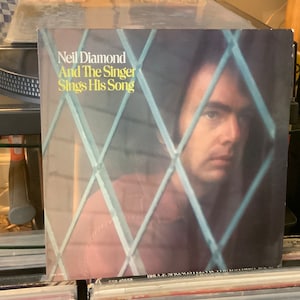 Neil Diamond
And The Singer
Sings His Song